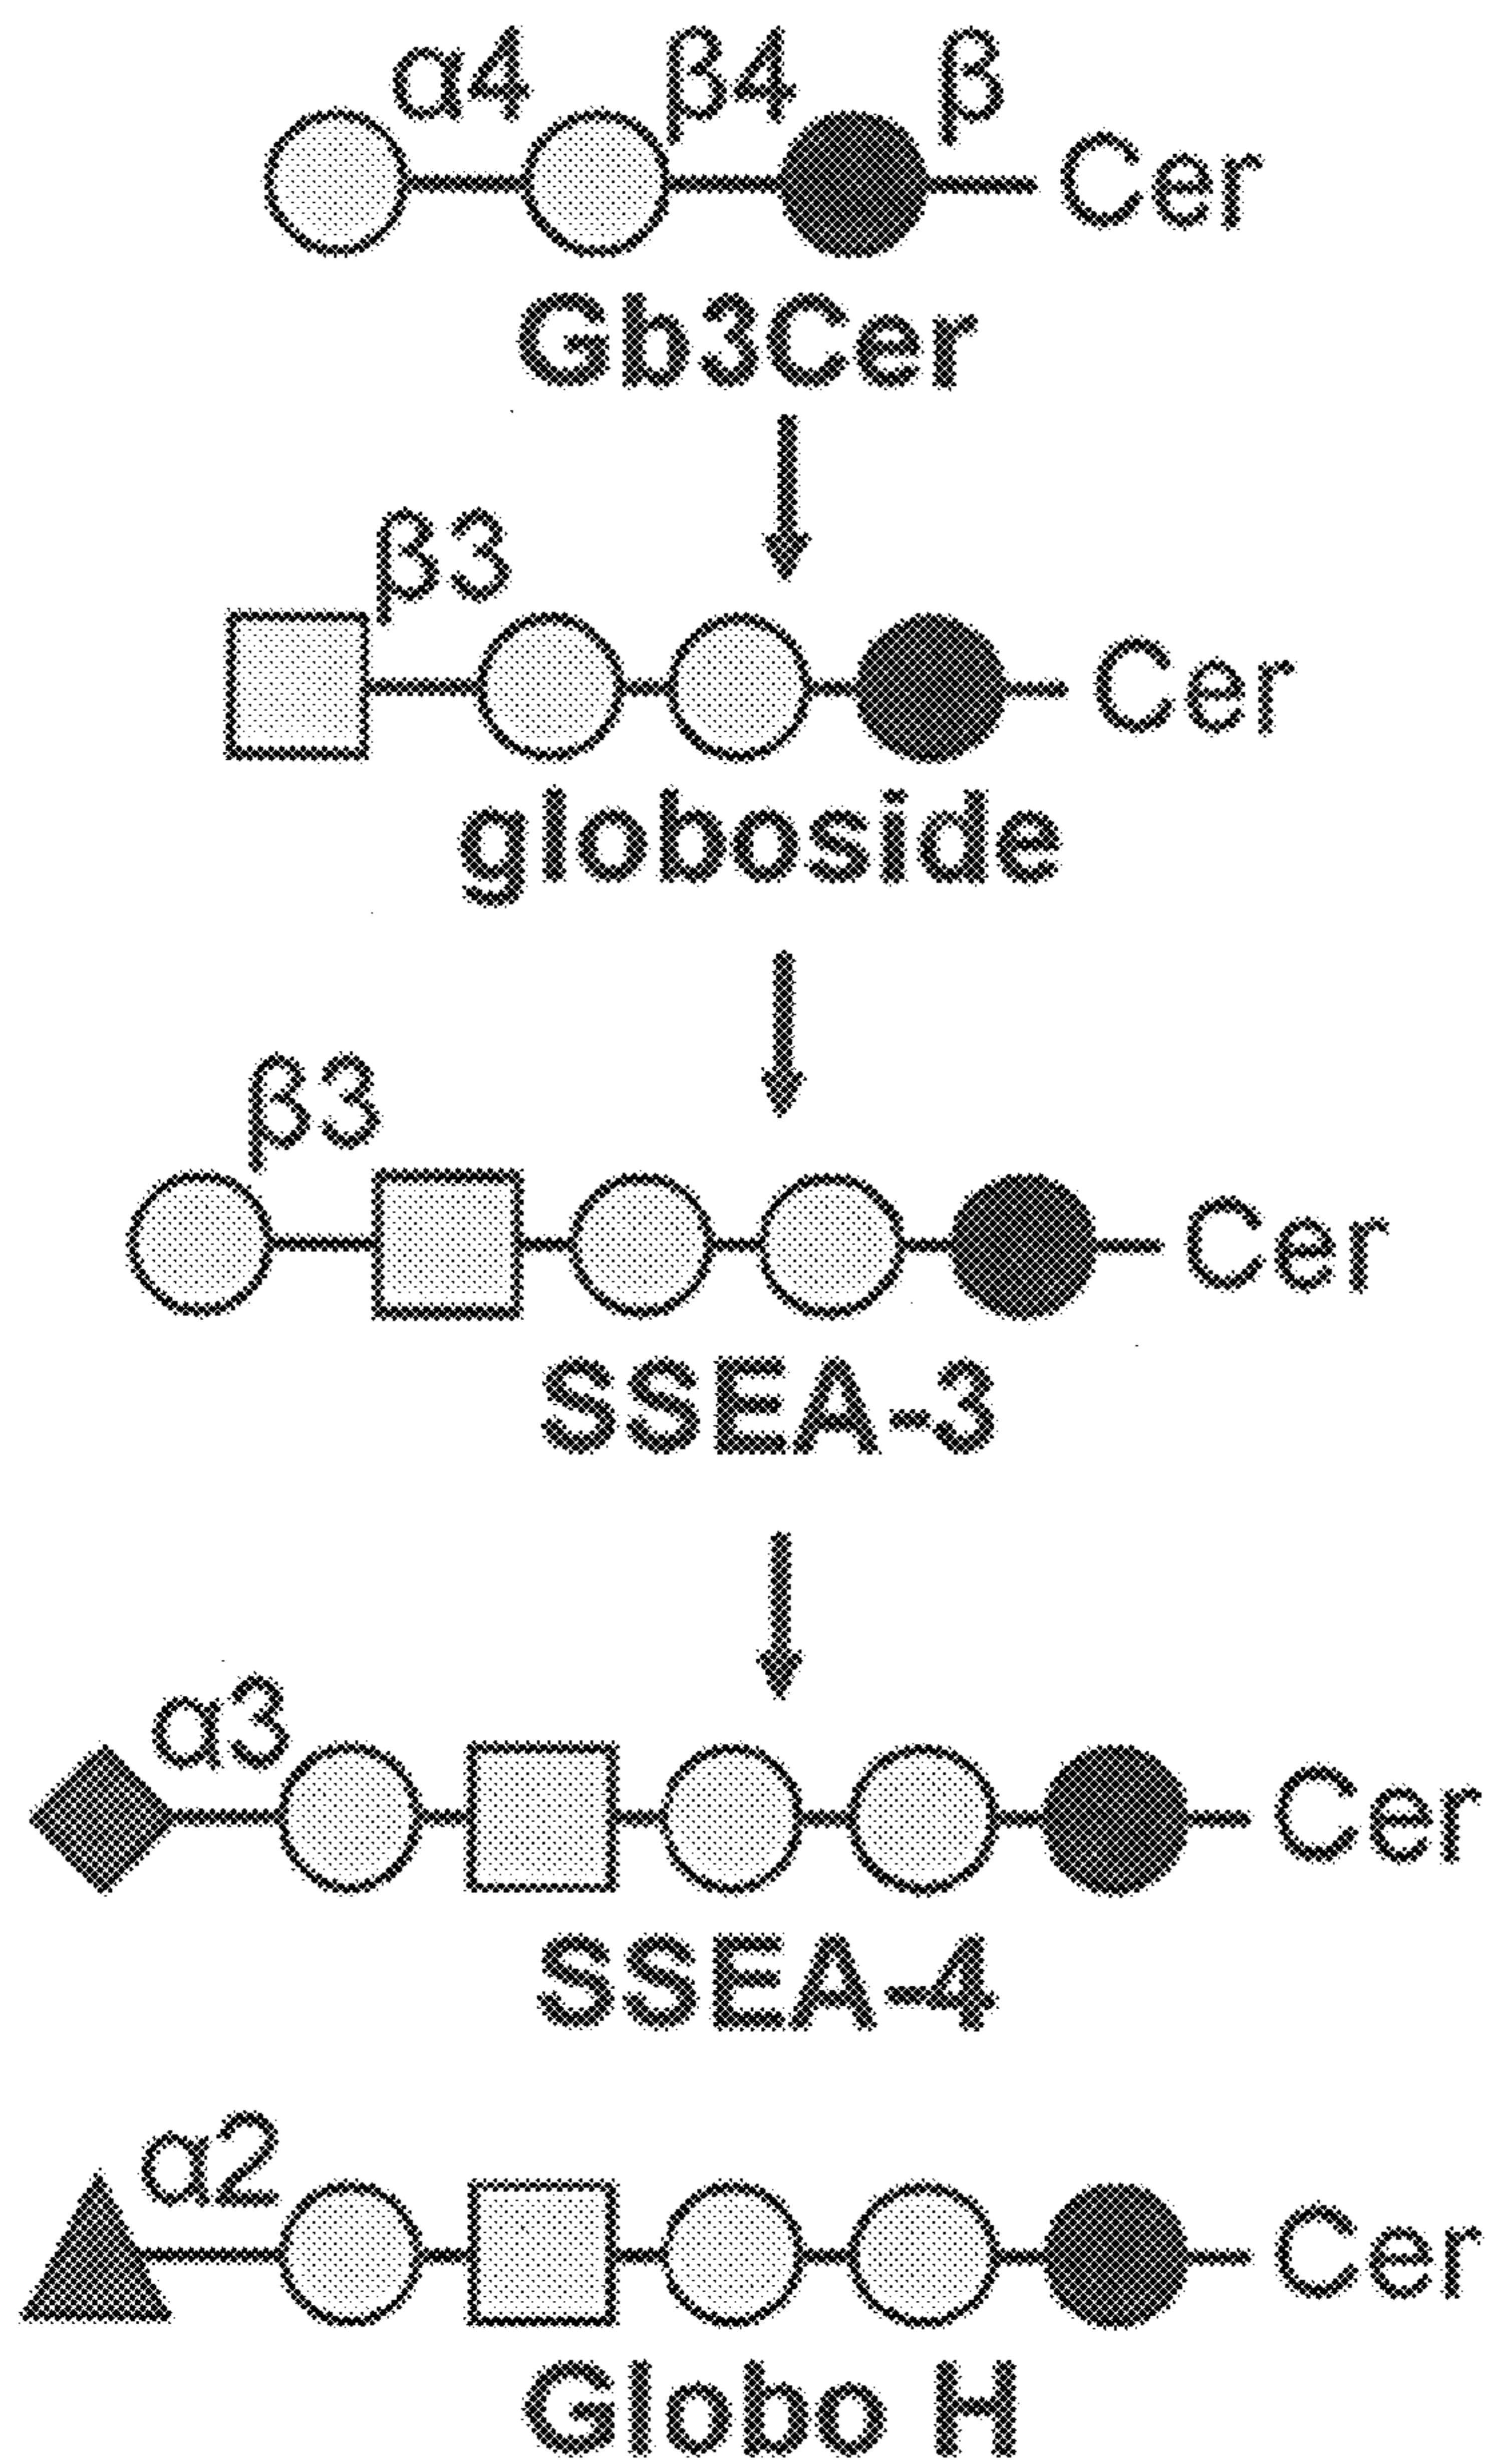 α4 β4 β
Cer
Gb3Cer
β3
Cer
globoside
β3
Cer
SSEA-3
α3
Cer
SSEA-4
α2
Cer
Globo H